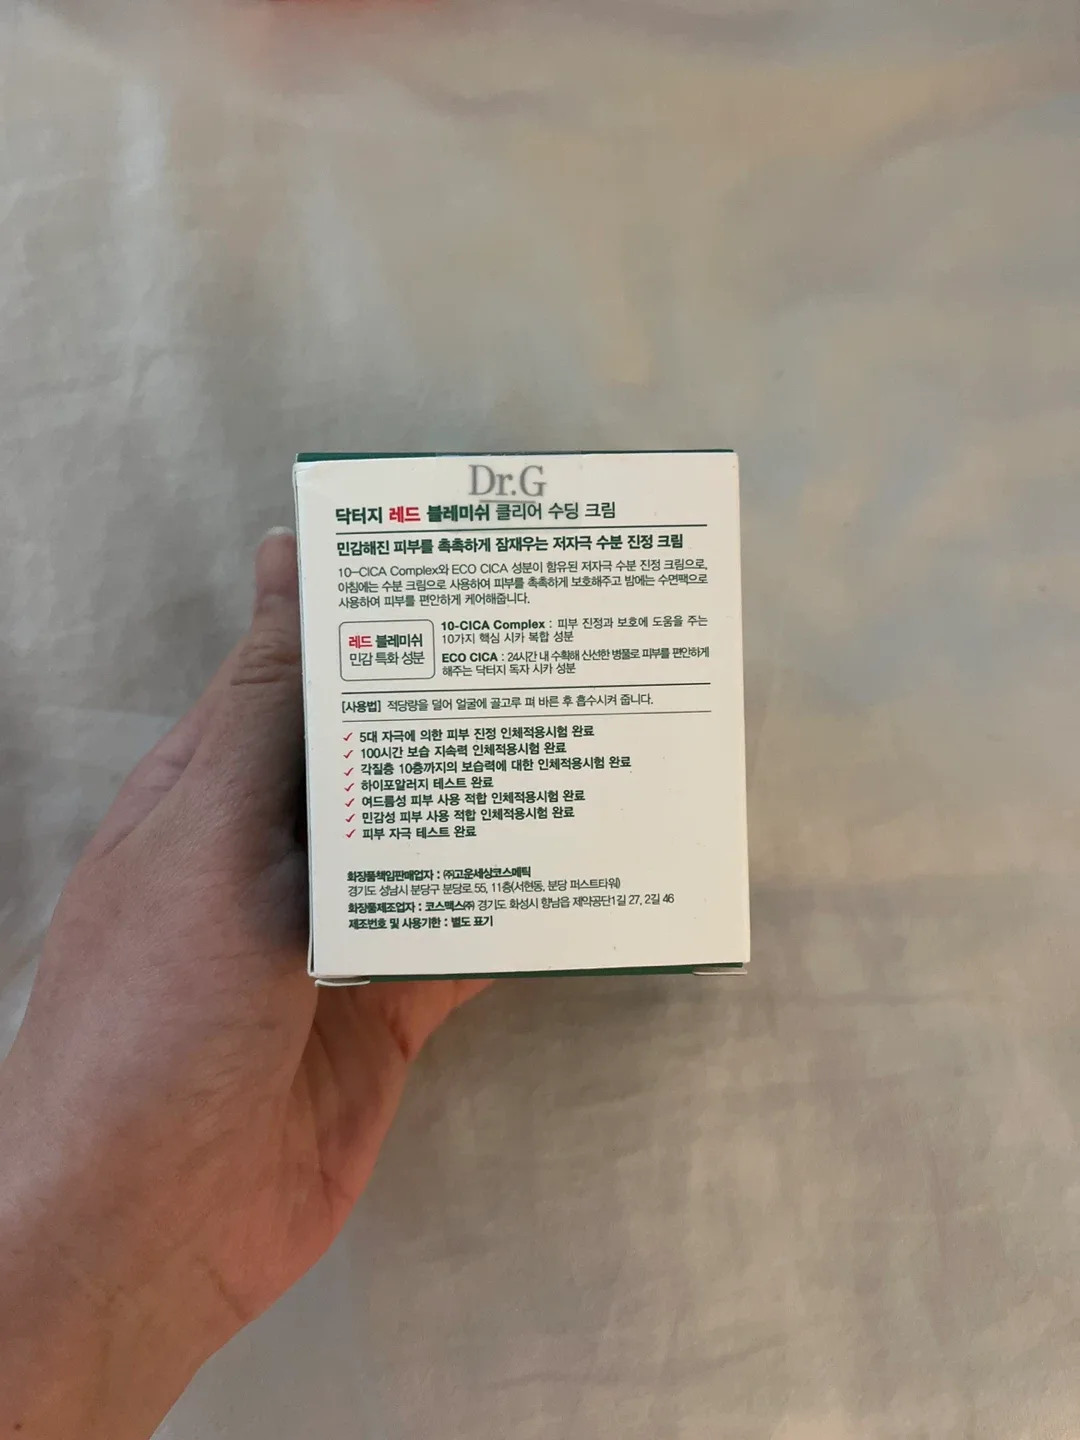 Dr.G
닥터지 레드 블레미쉬 클리어 수딩 크림
민감해진 피부를 촉촉하게 잠재우는 저자극 수분 진정 크림
10-CICA Complex와 ECO CICA 성분이 함유된 저자극 수분 진정 크림으로,
아침에는 수분 크림으로 사용하여 피부를 촉촉하게 보호해주고 밤에는 수면팩으로
사용하여 피부를 편안하게 케어해줍니다.
레드 블레미쉬
민감 특화 성분
10-CICA Complex : 피부 진정과 보호에 도움을 주는
10가지 핵심 시카 복합 성분
ECO CICA : 24시간 내 수확해 신선한 병풀로 피부를 편안하게
해주는 닥터지 독자 시카 성분
[사용법] 적당량을 덜어 얼굴에 골고루 펴 바른 후 흡수시켜 줍니다.
✓ 5대 자극에 의한 피부 진정 인체적용시험 완료
✓ 100시간 보습 지속력 인체적용시험 완료
✓ 각질층 10층까지의 보습력에 대한 인체적용시험 완료
✓ 하이포알러지 테스트 완료
✓ 여드름성 피부 사용 적합 인체적용시험 완료
✓ 민감성 피부 사용 적합 인체적용시험 완료
✓ 피부 자극 테스트 완료
화장품책임판매업자 : ㈜고운세상코스메틱
경기도 성남시 분당구 분당로 55, 11층(서현동, 분당 퍼스트타워)
화장품제조업자 : 코스맥스㈜ 경기도 화성시 향남읍 제약공단1길 27, 2길 46
제조번호 및 사용기한 : 별도 표기